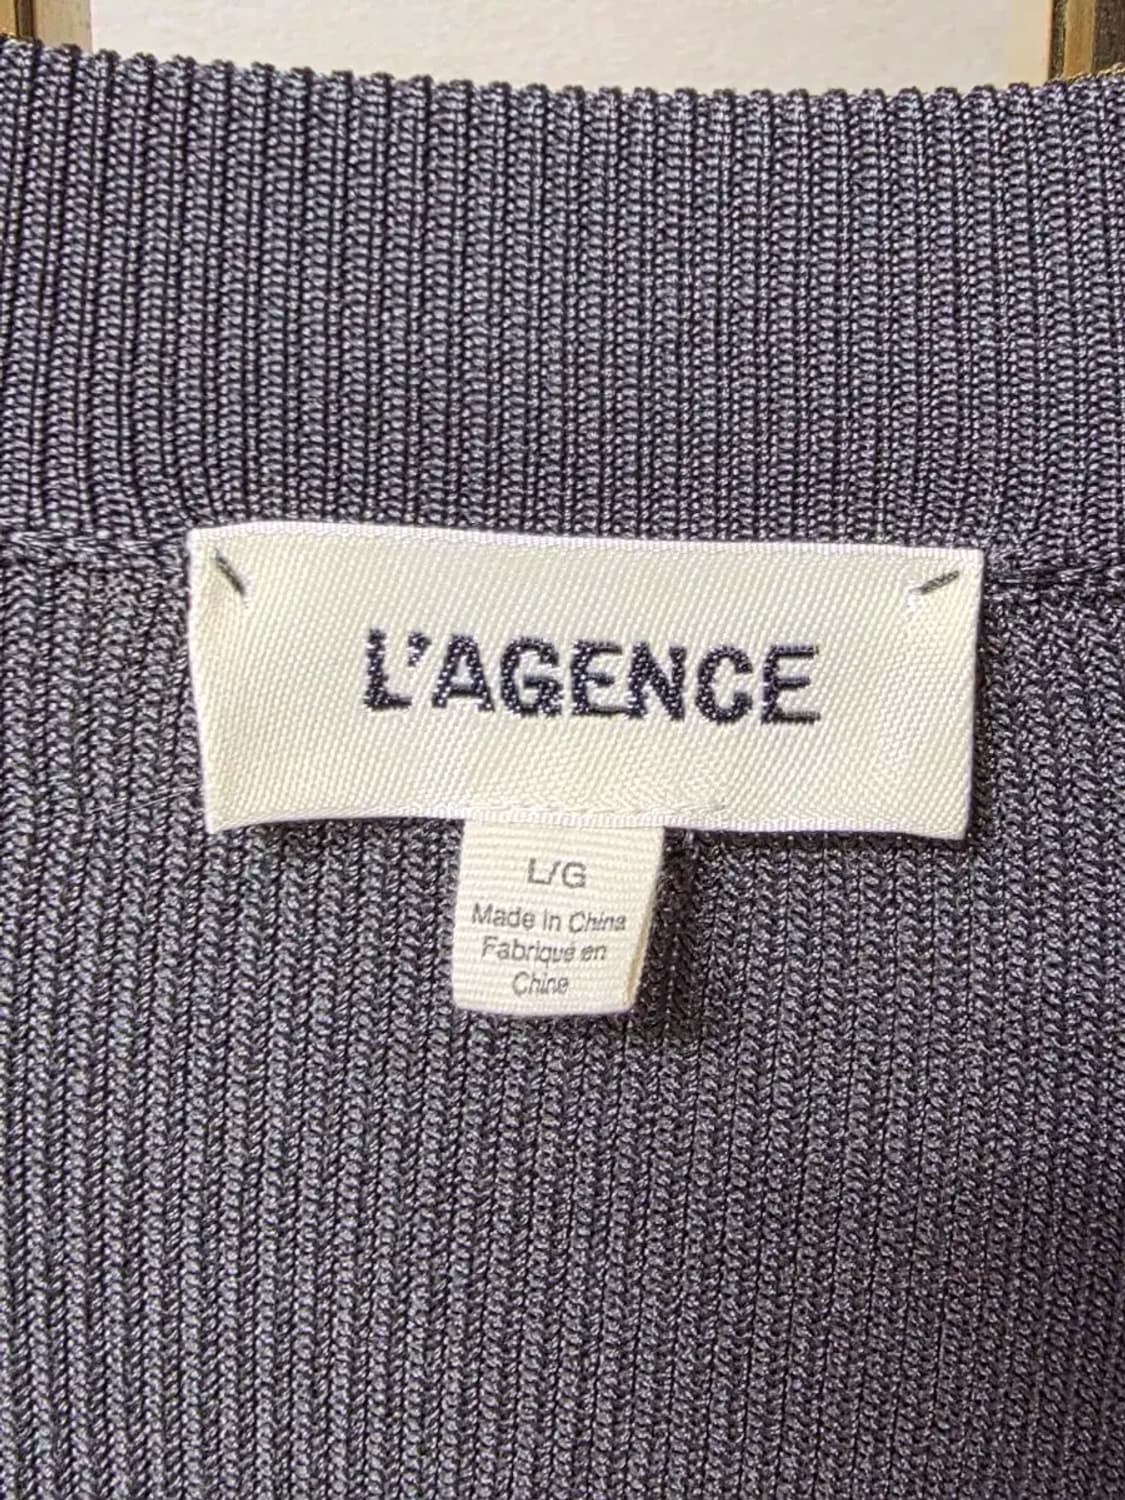 L'AGENCE
L/G
Made in China
Fabriqué en
Chine